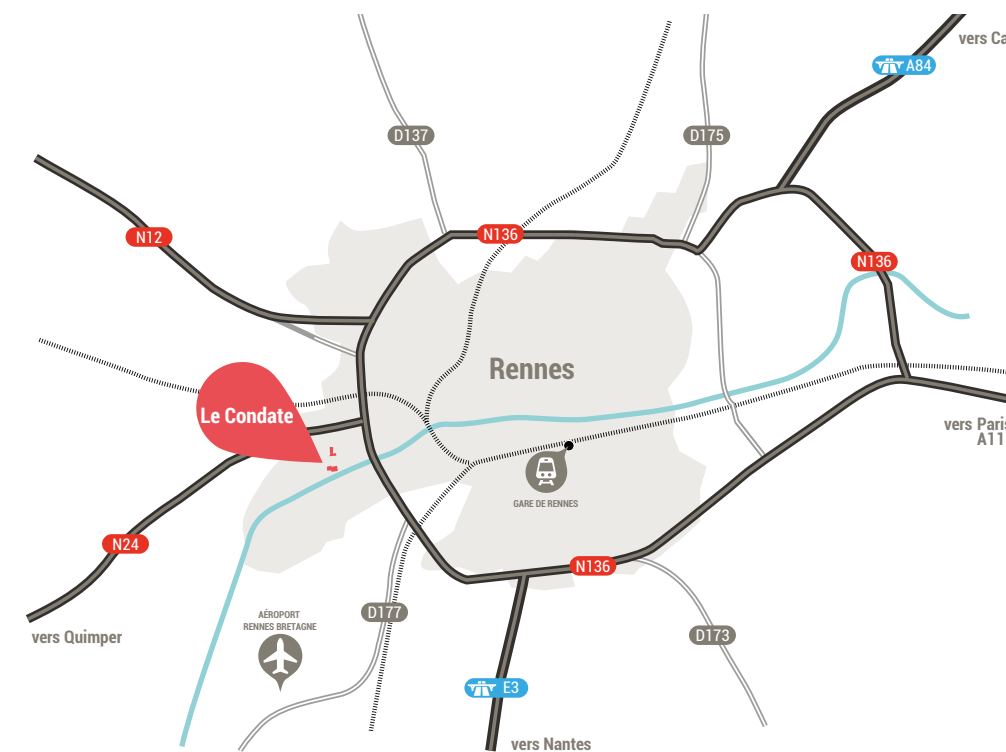 vers Ca
A84
D137
D175
N12
N136
N136
Rennes
Le Condate
L
vers Paris
A11
GARE DE RENNES
N24
N136
AÉROPORT
RENNES BRETAGNE
D177
vers Quimper
D173
E3
vers Nantes